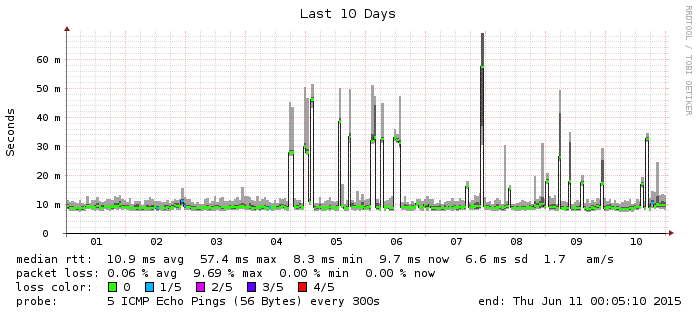 Last 10 Days
RRDTOOL / TOBI OETIKER
Seconds
60 m
50 m
40 m
30 m
20 m
10 m
0
01 02 03 04 05 06 07 08 09 10
median rtt: 10.9 ms avg 57.4 ms max 8.3 ms min 9.7 ms now 6.6 ms sd 1.7 am/s
packet loss: 0.06 % avg 9.69 % max 0.00 % min 0.00 % now
loss color: 0 1/5 2/5 3/5 4/5
probe: 5 ICMP Echo Pings (56 Bytes) every 300s end: Thu Jun 11 00:05:10 2015